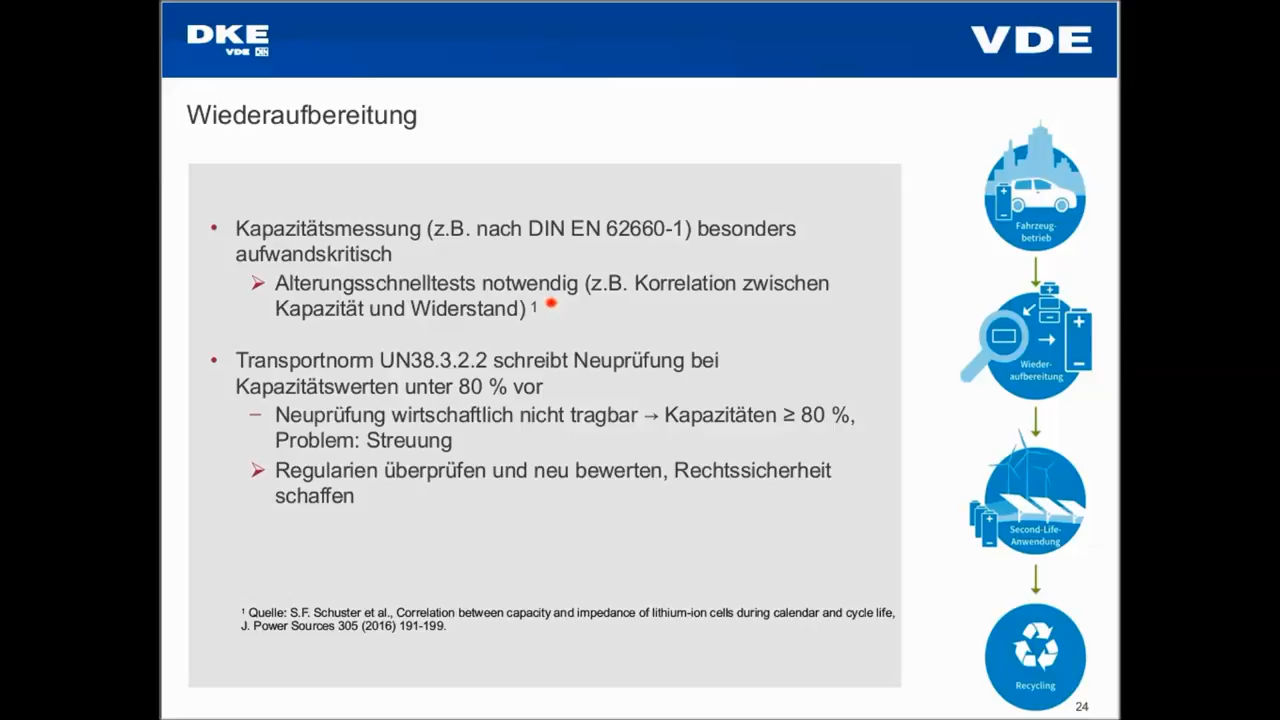 DKE
VDE DIN
VDE
Wiederaufbereitung
• Kapazitätsmessung (z.B. nach DIN EN 62660-1) besonders
aufwandskritisch
Alterungsschnelltests notwendig (z.B. Korrelation zwischen
Kapazität und Widerstand) 1
• Transportnorm UN38.3.2.2 schreibt Neuprüfung bei
Kapazitätswerten unter 80 % vor
– Neuprüfung wirtschaftlich nicht tragbar → Kapazitäten ≥ 80 %,
Problem: Streuung
Regularien überprüfen und neu bewerten, Rechtssicherheit
schaffen
¹ Quelle: S.F. Schuster et al., Correlation between capacity and impedance of lithium-ion cells during calendar and cycle life,
J. Power Sources 305 (2016) 191-199.
Fahrzeug-
betrieb
Wieder-
aufbereitung
Second-Life-
Anwendung
Recycling
24